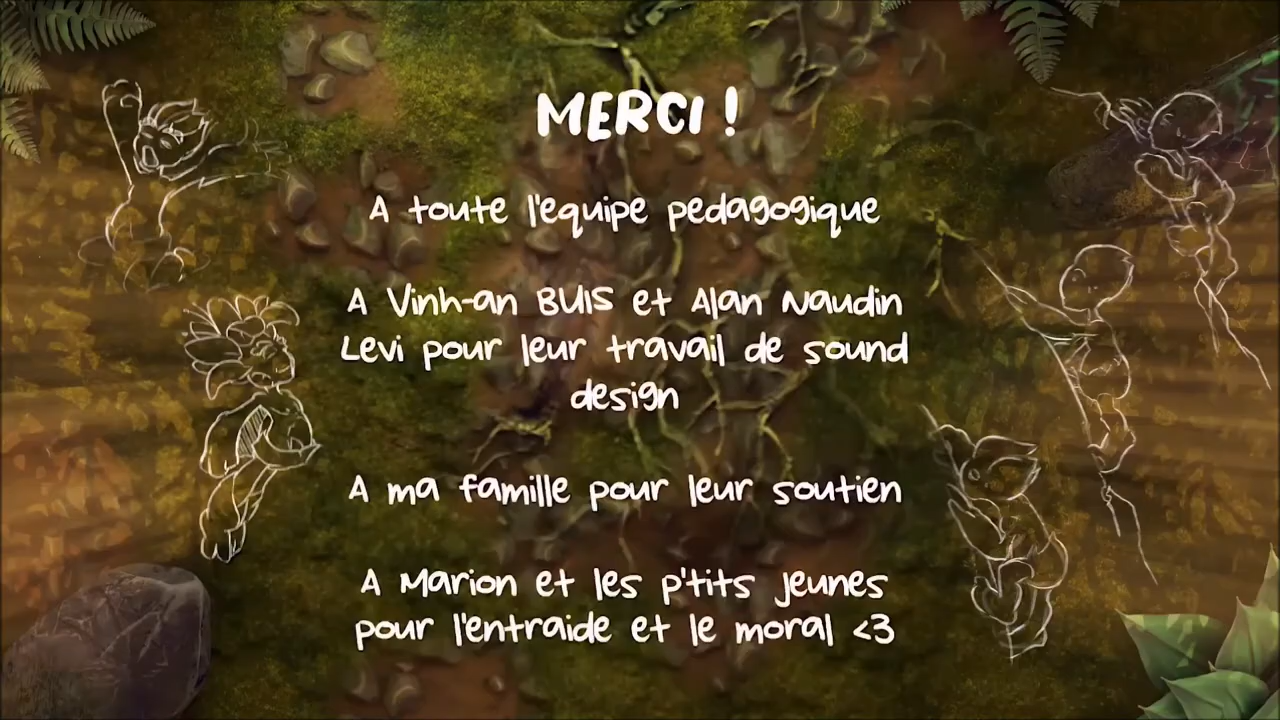 MERCI !
A toute l'equipe pedagogique
A Vinh-an BUIS et Alan Naudin
Levi pour leur travail de sound
design
A ma famille pour leur soutien
A Marion et les p'tits jeunes
pour l'entraide et le moral <3